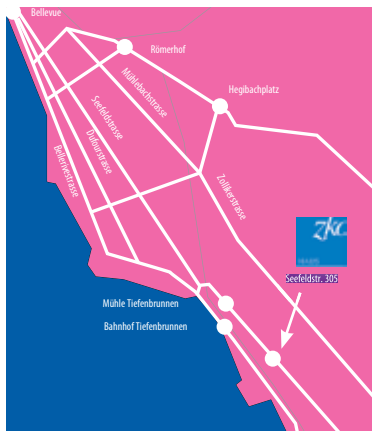 Bellevue
Römerhof
Hegibachplatz
Mühlebachstrasse
Seefeldstrasse
Dufourstrasse
Bellerivestrasse
Zollikerstrasse
zkc
Seefeldstr. 305
Mühle Tiefenbrunnen
Bahnhof Tiefenbrunnen